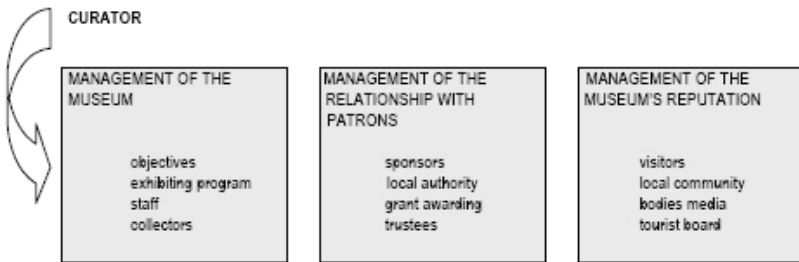 CURATOR
MANAGEMENT OF THE
MUSEUM
objectives
exhibiting program
staff
collectors
MANAGEMENT OF THE
RELATIONSHIP WITH
PATRONS
sponsors
local authority
grant awarding
trustees
MANAGEMENT OF THE
MUSEUM'S REPUTATION
visitors
local community
bodies media
tourist board